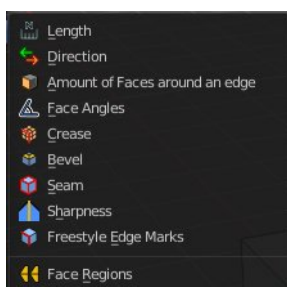 Length
Direction
Amount of Faces around an edge
Face Angles
Crease
Bevel
Seam
Sharpness
Freestyle Edge Marks
Face Regions